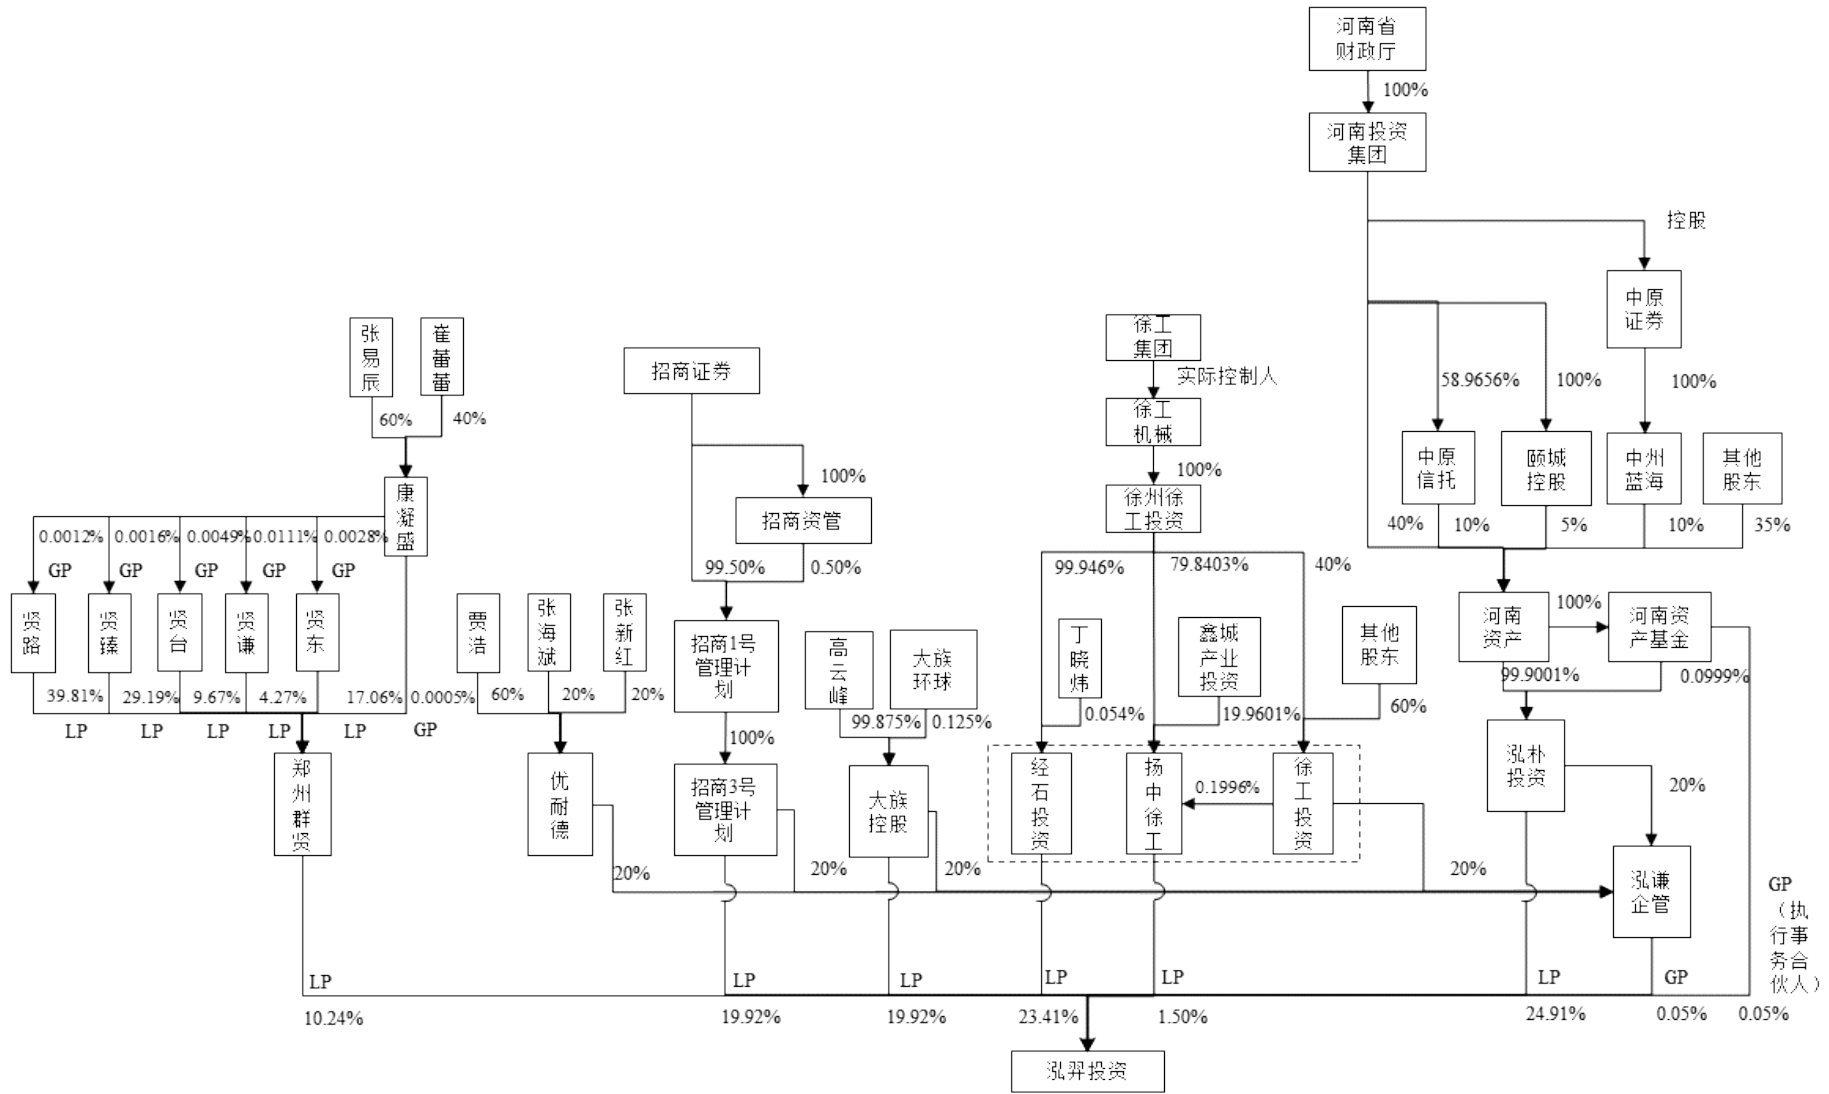 河南省
财政厅
100%
河南投资
集团
控股
中原
证券
张
易
辰
崔
蕾
蕾
60%
40%
招商证券
徐工
集团
实际控制人
徐工
机械
100%
58.9656%
100%
100%
中原
信托
颐城
控股
中州
蓝海
其他
股东
康
凝
盛
100%
招商资管
徐州徐
工投资
40%
10%
5%
10%
35%
0.0012%
0.0016%
0.0049%
0.0111%
0.0028%
GP
GP
GP
GP
GP
99.50%
0.50%
99.946%
79.8403%
40%
贤
路
贤
臻
贤
台
贤
谦
贤
东
贾
浩
张
海
斌
张
新
红
招商1号
管理计
划
高
云
峰
大族
环球
丁
晓
炜
鑫城
产业
投资
其他
股东
河南
资产
100%
河南资
产基金
39.81%
29.19%
9.67%
4.27%
17.06%
0.0005%
60%
20%
20%
99.9001%
0.0999%
LP
LP
LP
LP
LP
GP
100%
99.875%
0.125%
0.054%
19.9601%
60%
郑
州
群
贤
优
耐
德
招商3号
管理计
划
大族
控股
经
石
投
资
扬
中
徐
工
0.1996%
徐
工
投
资
泓朴
投资
20%
20%
20%
20%
20%
泓谦
企管
GP
（执
行事
务合
伙人）
LP
LP
LP
LP
LP
LP
GP
10.24%
19.92%
19.92%
23.41%
1.50%
24.91%
0.05%
0.05%
泓羿投资